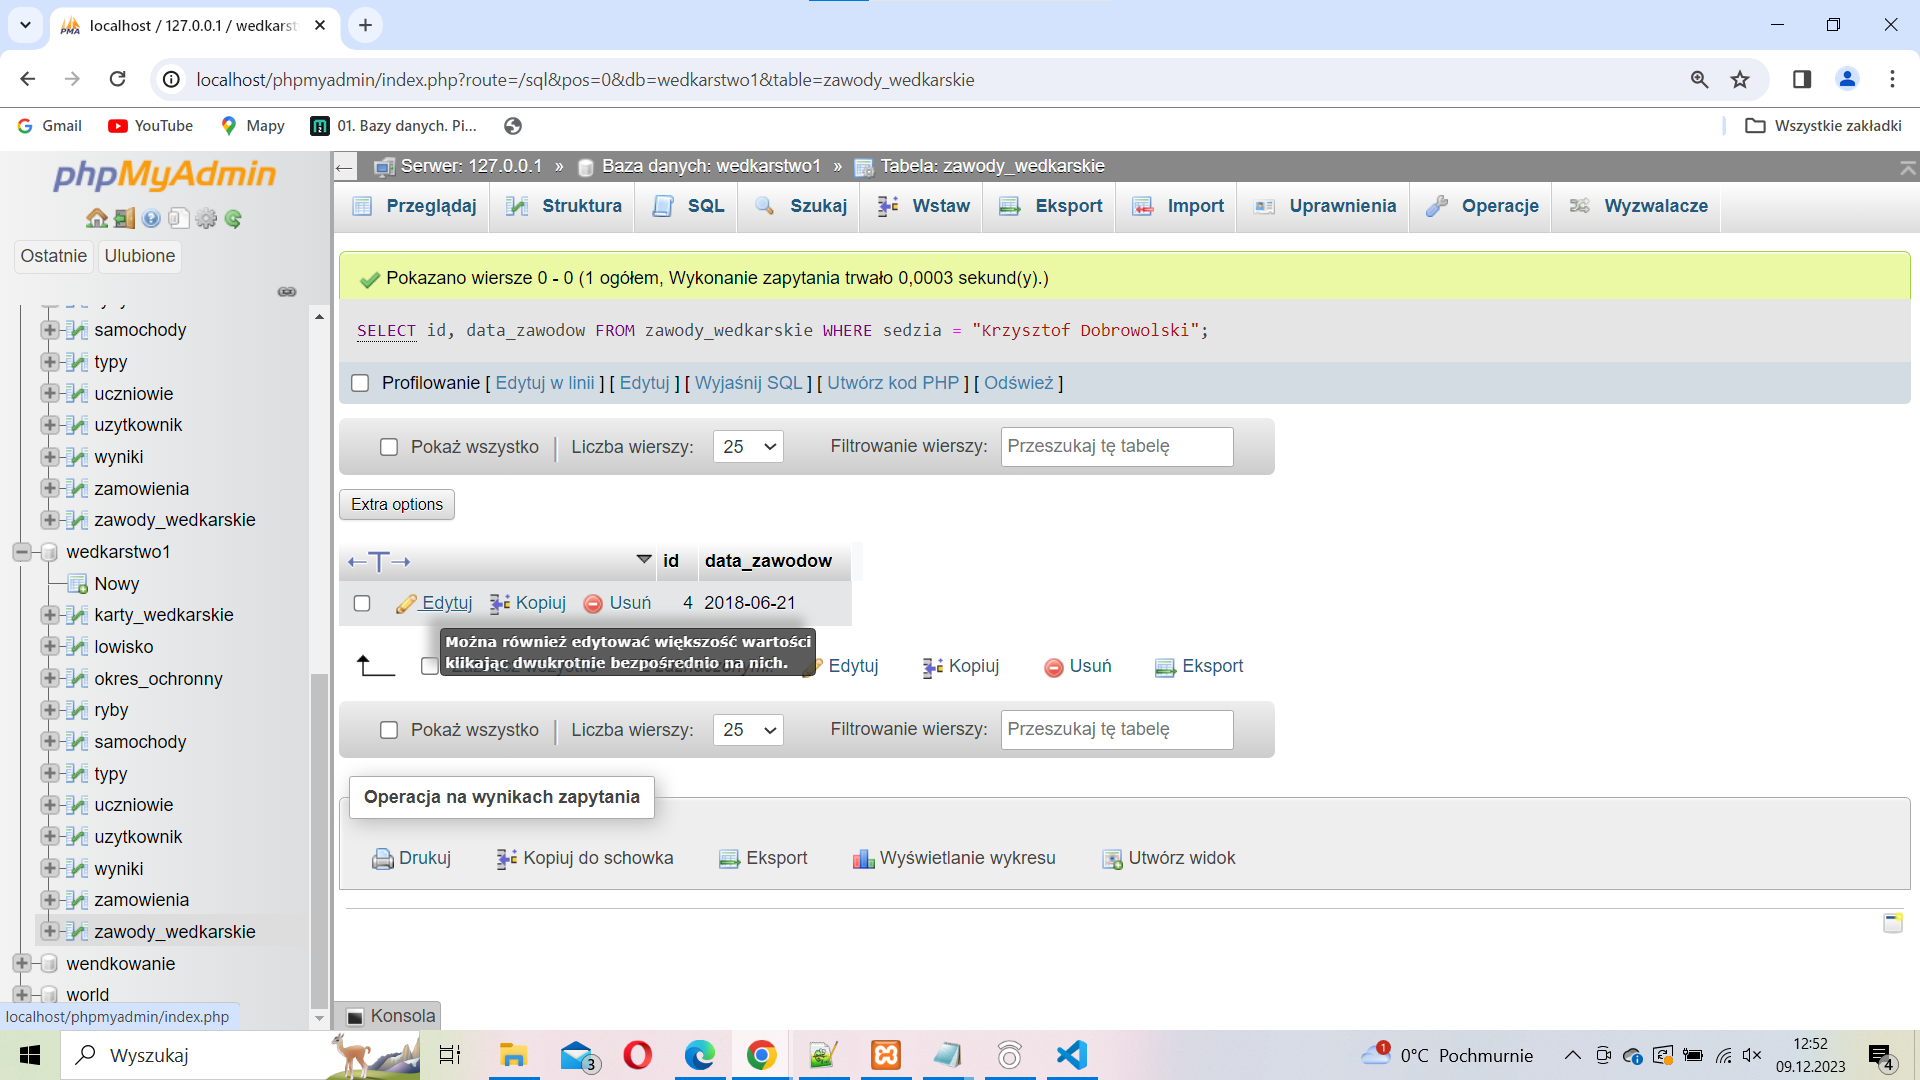 localhost / 127.0.0.1 / wedkarst
localhost/phpmyadmin/index.php?route=/sql&pos=0&db=wedkarstwo1&table=zawody_wedkarskie
Gmail YouTube Mapy 01. Bazy danych. Pi... Wszystkie zakładki
phpMyAdmin
Ostatnie Ulubione
samochody
typy
uczniowie
uzytkownik
wyniki
zamowienia
zawody_wedkarskie
wedkarstwo1
Nowy
karty_wedkarskie
lowisko
okres_ochronny
ryby
samochody
typy
uczniowie
uzytkownik
wyniki
zamowienia
zawody_wedkarskie
wendkowanie
world
localhost/phpmyadmin/index.php
Serwer: 127.0.0.1 » Baza danych: wedkarstwo1 » Tabela: zawody_wedkarskie
Przeglądaj Struktura SQL Szukaj Wstaw Eksport Import Uprawnienia Operacje Wyzwalacze
Pokazano wiersze 0 - 0 (1 ogółem, Wykonanie zapytania trwało 0,0003 sekund(y).)
SELECT id, data_zawodow FROM zawody_wedkarskie WHERE sedzia = "Krzysztof Dobrowolski";
Profilowanie [ Edytuj w linii ] [ Edytuj ] [ Wyjaśnij SQL ] [ Utwórz kod PHP ] [ Odśwież ]
Pokaż wszystko Liczba wierszy: 25 Filtrowanie wierszy: Przeszukaj tę tabelę
Extra options
←T→ id data_zawodow
Edytuj Kopiuj Usuń 4 2018-06-21
Można również edytować większość wartości
klikając dwukrotnie bezpośrednio na nich.
Edytuj Kopiuj Usuń Eksport
Pokaż wszystko Liczba wierszy: 25 Filtrowanie wierszy: Przeszukaj tę tabelę
Operacja na wynikach zapytania
Drukuj Kopiuj do schowka Eksport Wyświetlanie wykresu Utwórz widok
Konsola
Wyszukaj 3 1 0°C Pochmurnie 12:52
09.12.2023 4